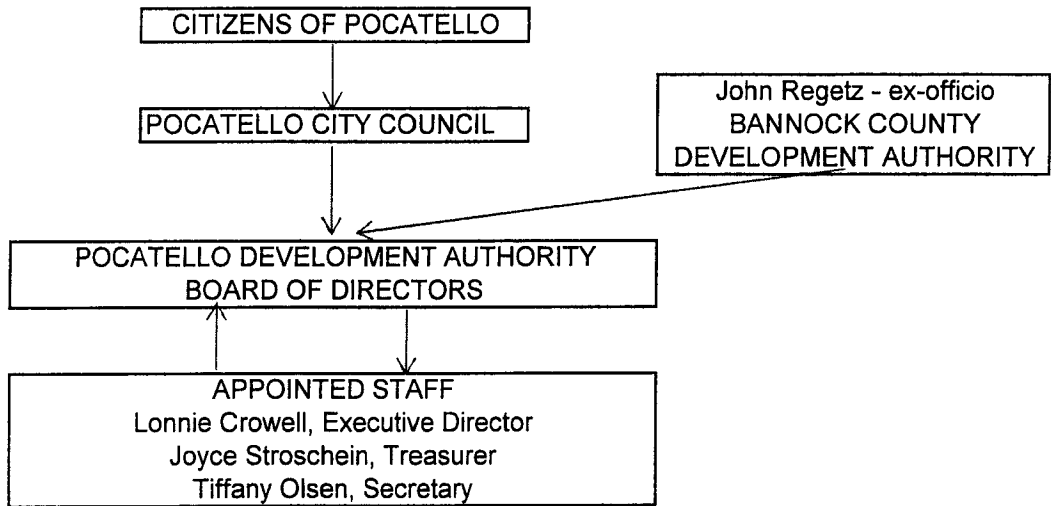 CITIZENS OF POCATELLO
POCATELLO CITY COUNCIL
John Regetz - ex-officio
BANNOCK COUNTY
DEVELOPMENT AUTHORITY
POCATELLO DEVELOPMENT AUTHORITY
BOARD OF DIRECTORS
APPOINTED STAFF
Lonnie Crowell, Executive Director
Joyce Stroschein, Treasurer
Tiffany Olsen, Secretary